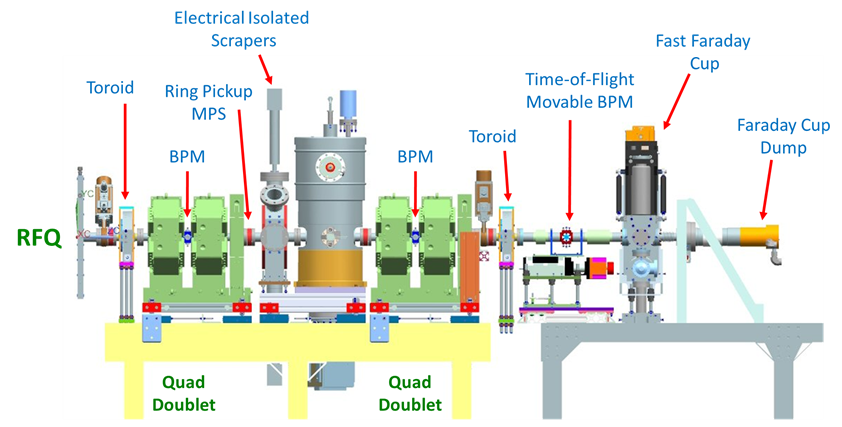 Electrical Isolated
Scrapers
Fast Faraday
Cup
Toroid
Ring Pickup
MPS
Time-of-Flight
Movable BPM
BPM
BPM
Toroid
Faraday Cup
Dump
RFQ
Quad
Doublet
Quad
Doublet